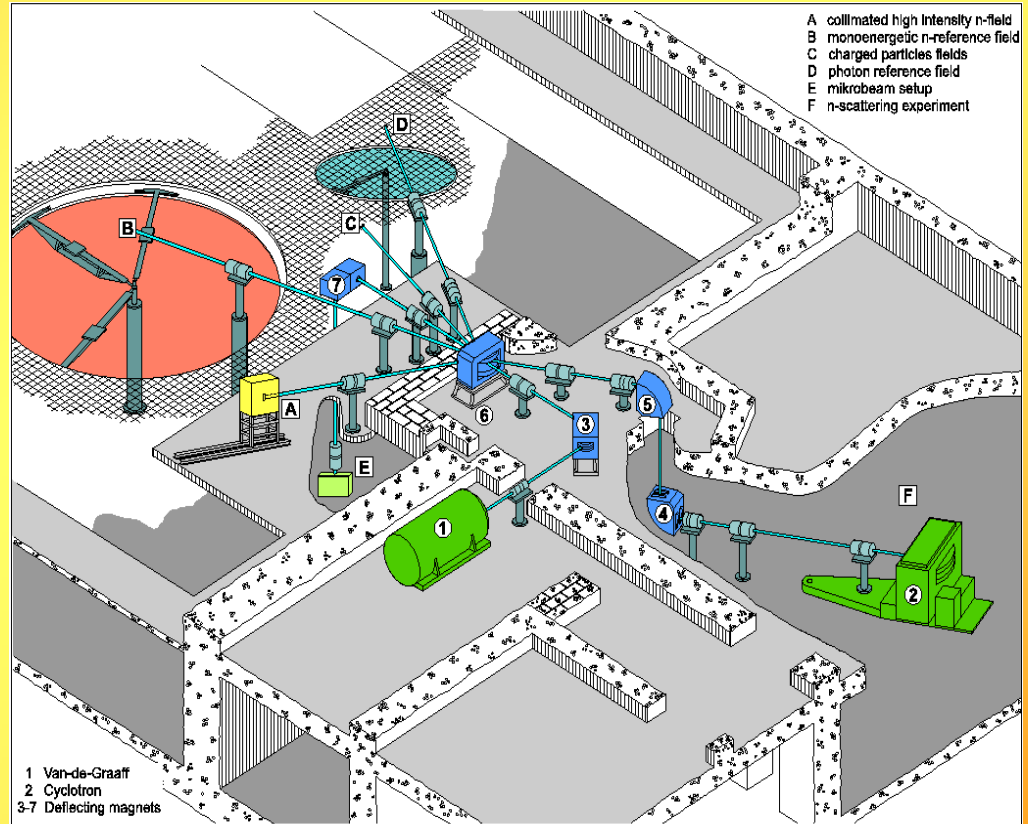 A collimated high intensity n-field
B monoenergetic n-reference field
C charged particles fields
D photon reference field
E mikrobeam setup
F n-scattering experiment
D
C
B
7
A
6
5
3
E
F
4
1
2
1 Van-de-Graaff
2 Cyclotron
3-7 Deflecting magnets